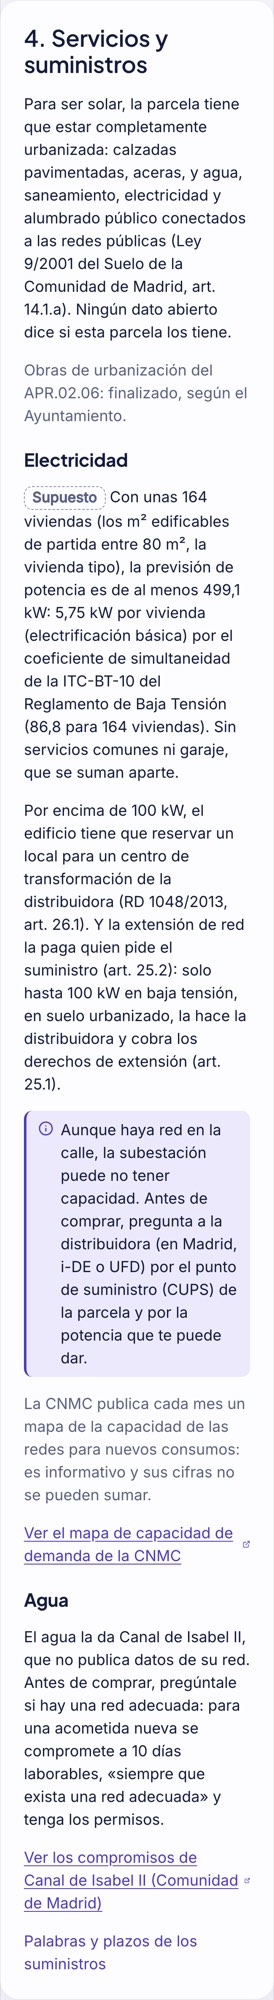 4. Servicios y
suministros
Para ser solar, la parcela tiene
que estar completamente
urbanizada: calzadas
pavimentadas, aceras, y agua,
saneamiento, electricidad y
alumbrado público conectados
a las redes públicas (Ley
9/2001 del Suelo de la
Comunidad de Madrid, art.
14.1.a). Ningún dato abierto
dice si esta parcela los tiene.
Obras de urbanización del
APR.02.06: finalizado, según el
Ayuntamiento.
Electricidad
Supuesto Con unas 164
viviendas (los m² edificables
de partida entre 80 m², la
vivienda tipo), la previsión de
potencia es de al menos 499,1
kW: 5,75 kW por vivienda
(electrificación básica) por el
coeficiente de simultaneidad
de la ITC-BT-10 del
Reglamento de Baja Tensión
(86,8 para 164 viviendas). Sin
servicios comunes ni garaje,
que se suman aparte.
Por encima de 100 kW, el
edificio tiene que reservar un
local para un centro de
transformación de la
distribuidora (RD 1048/2013,
art. 26.1). Y la extensión de red
la paga quien pide el
suministro (art. 25.2): solo
hasta 100 kW en baja tensión,
en suelo urbanizado, la hace la
distribuidora y cobra los
derechos de extensión (art.
25.1).
Aunque haya red en la
calle, la subestación
puede no tener
capacidad. Antes de
comprar, pregunta a la
distribuidora (en Madrid,
i-DE o UFD) por el punto
de suministro (CUPS) de
la parcela y por la
potencia que te puede
dar.
La CNMC publica cada mes un
mapa de la capacidad de las
redes para nuevos consumos:
es informativo y sus cifras no
se pueden sumar.
Ver el mapa de capacidad de
demanda de la CNMC
Agua
El agua la da Canal de Isabel II,
que no publica datos de su red.
Antes de comprar, pregúntale
si hay una red adecuada: para
una acometida nueva se
compromete a 10 días
laborables, «siempre que
exista una red adecuada» y
tenga los permisos.
Ver los compromisos de
Canal de Isabel II (Comunidad
de Madrid)
Palabras y plazos de los
suministros